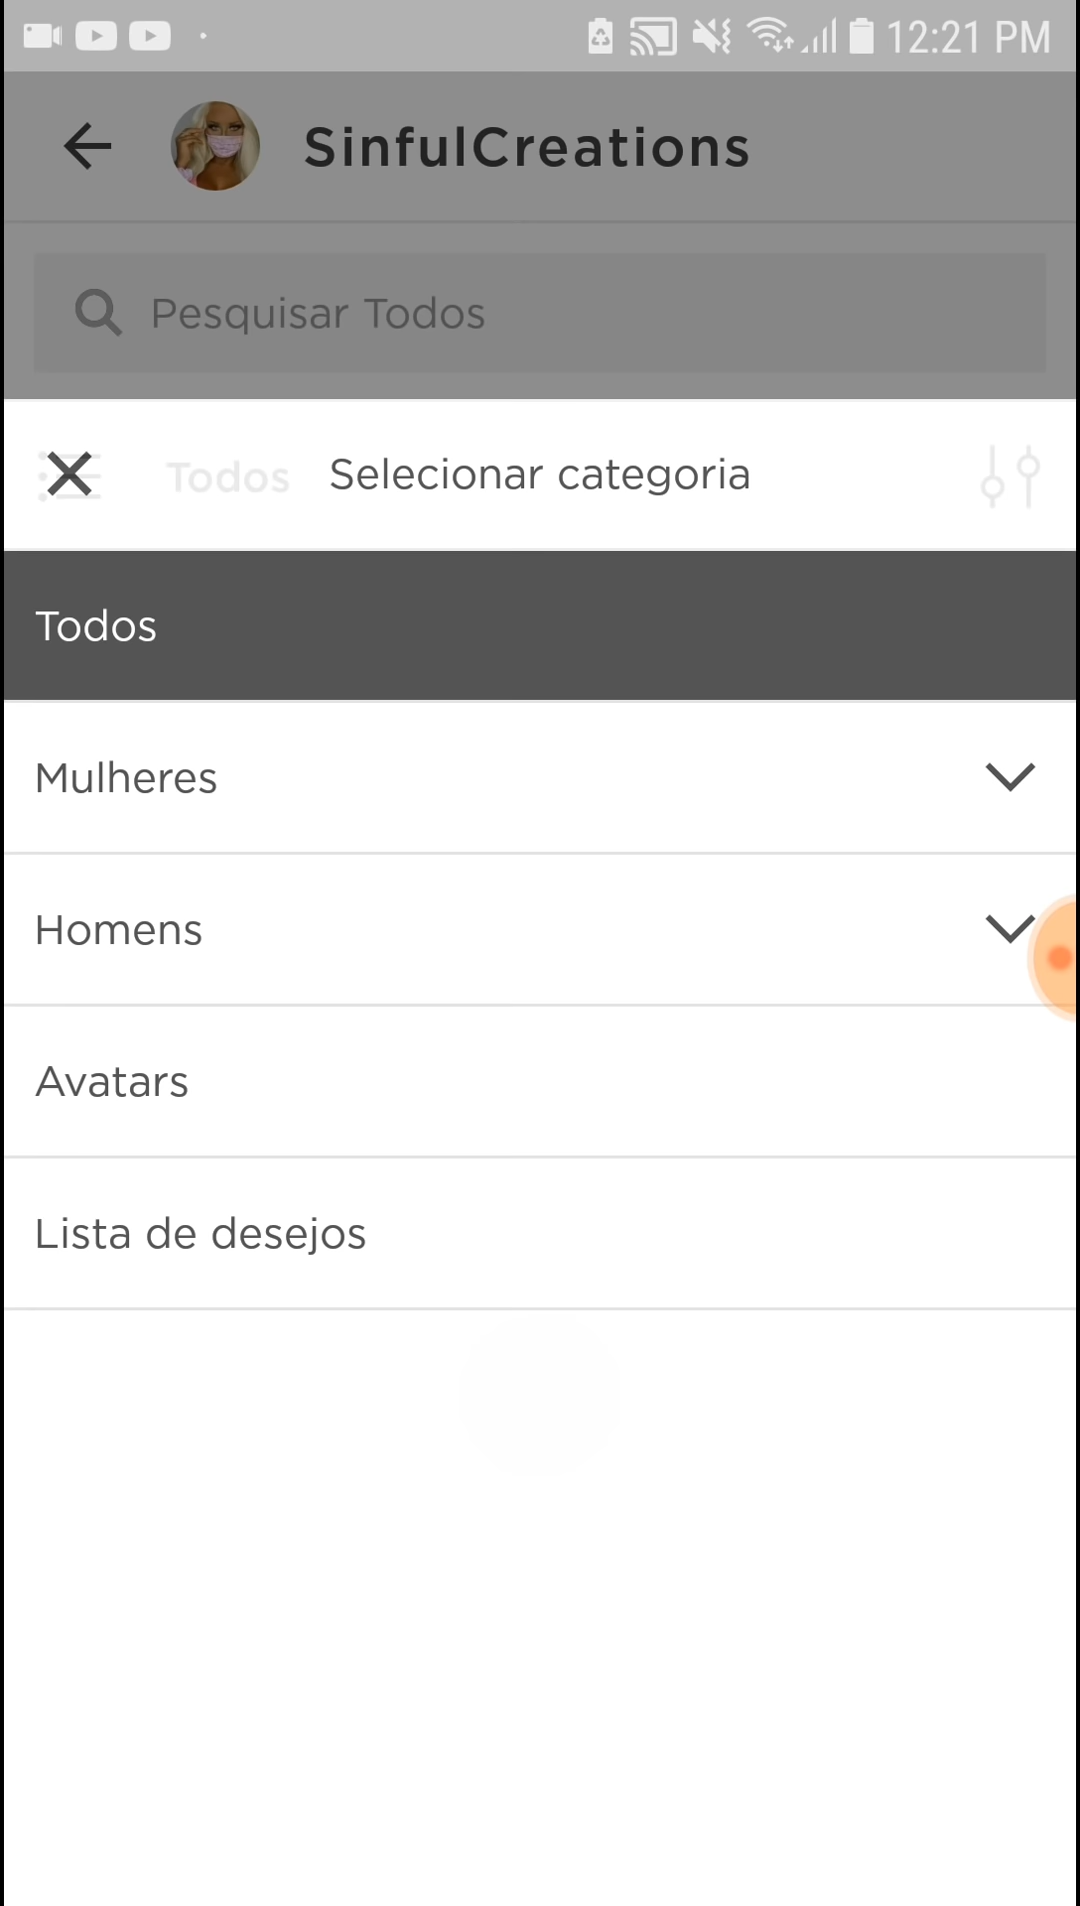 12:21 PM
SinfulCreations
Pesquisar Todos
Todos Selecionar categoria
Todos
Mulheres
Homens
Avatars
Lista de desejos